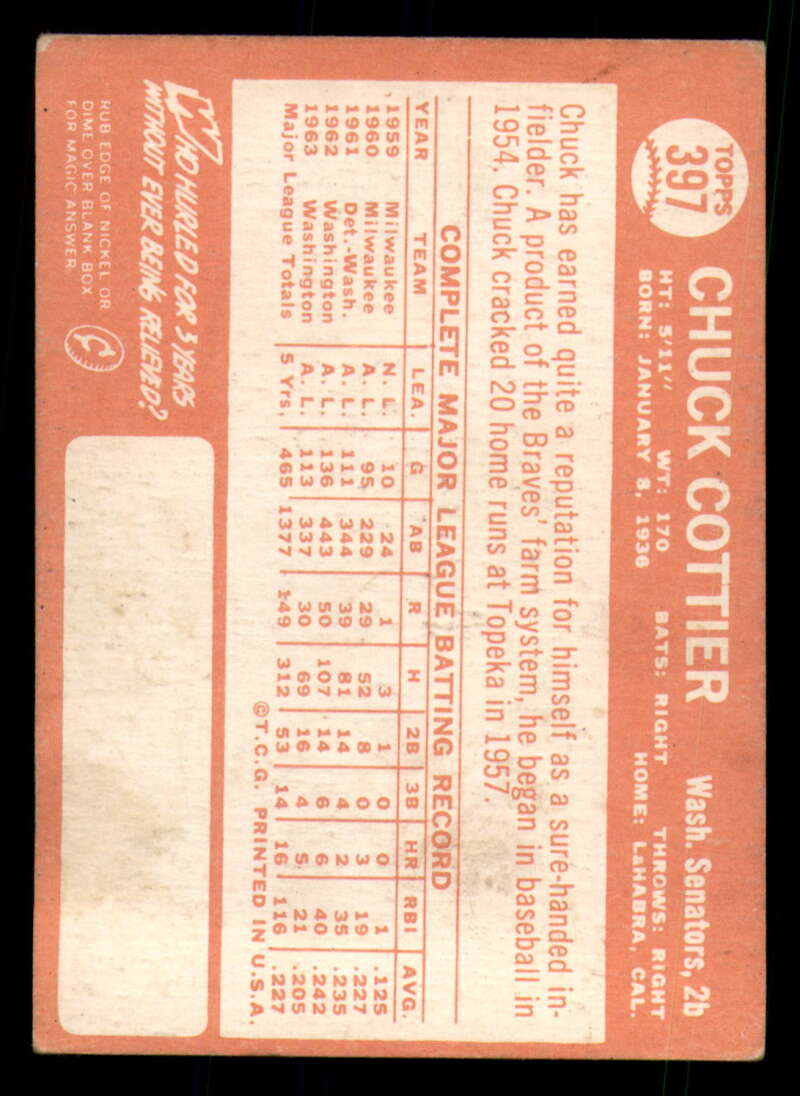 TOPPS
397
CHUCK COTTIER
Wash. Senators, 2b
HT: 5'11" WT: 170 BATS: RIGHT THROWS: RIGHT
BORN: JANUARY 8, 1936 HOME: LaHABRA, CAL.
Chuck has earned quite a reputation for himself as a sure-handed in-
fielder. A product of the Braves' farm system, he began in baseball in
1954. Chuck cracked 20 home runs at Topeka in 1957.
COMPLETE MAJOR LEAGUE BATTING RECORD
YEAR TEAM LEA. G AB R H 2B 3B HR RBI AVG.
1959 Milwaukee N. L. 10 24 1 3 1 0 0 1 .125
1960 Milwaukee A. L. 95 229 29 52 8 0 3 19 .227
1961 Det.-Wash. A. L. 111 344 39 81 14 4 2 35 .235
1962 Washington A. L. 136 443 50 107 14 6 6 40 .242
1963 Washington A. L. 113 337 30 69 16 4 5 21 .205
Major League Totals 5 Yrs. 465 1377 149 312 53 14 16 116 .227
©T.C.G. PRINTED IN U.S.A.
WHO HURLED FOR 3 YEARS
WITHOUT EVER BEING RELIEVED?
RUB EDGE OF NICKEL OR
DIME OVER BLANK BOX
FOR MAGIC ANSWER